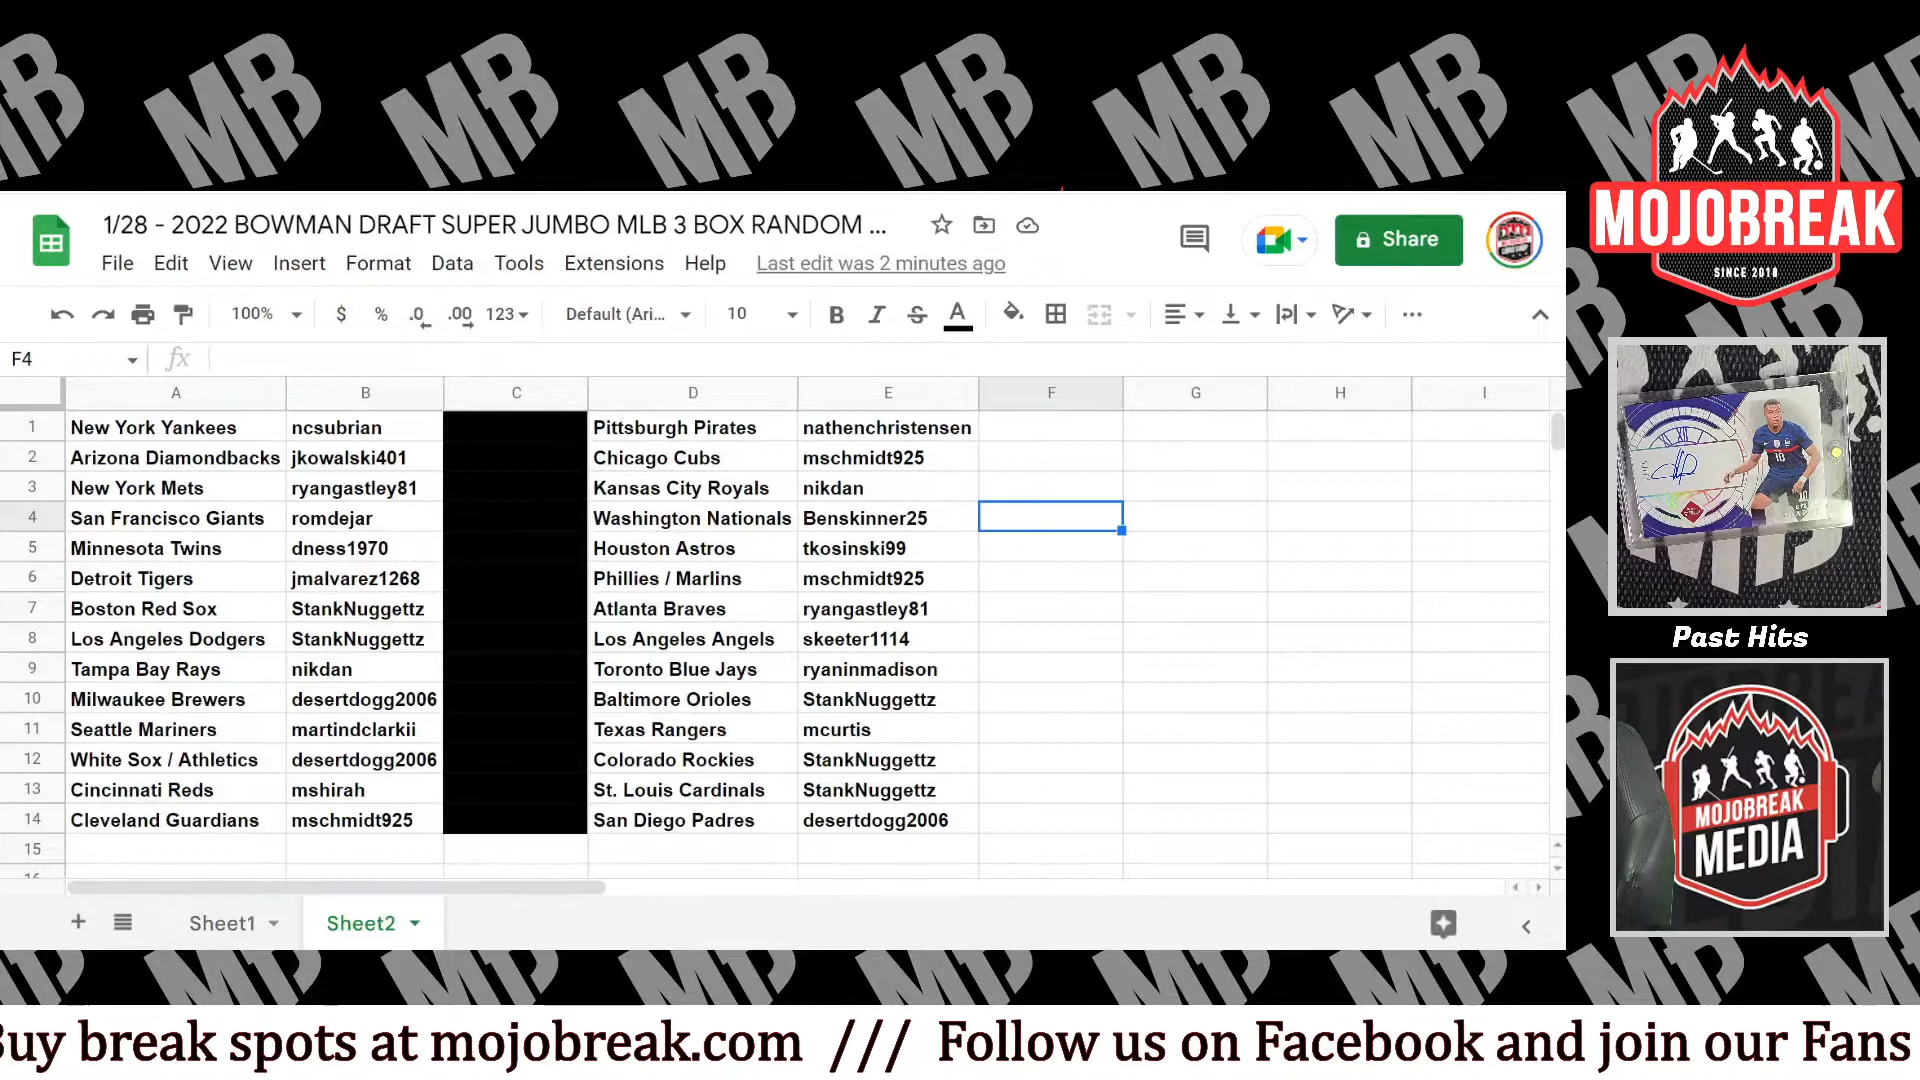 MOJOBREAK
SINCE 2010
1/28 - 2022 BOWMAN DRAFT SUPER JUMBO MLB 3 BOX RANDOM ...
Share
File Edit View Insert Format Data Tools Extensions Help Last edit was 2 minutes ago
100% $ % .0 .00 123 Default (Ari... 10 B I S A
F4 fx
A B C D E F G H I
1 New York Yankees ncsubrian Pittsburgh Pirates nathenchristensen
2 Arizona Diamondbacks jkowalski401 Chicago Cubs mschmidt925
3 New York Mets ryangastley81 Kansas City Royals nikdan
4 San Francisco Giants romdejar Washington Nationals Benskinner25
5 Minnesota Twins dness1970 Houston Astros tkosinski99
6 Detroit Tigers jmalvarez1268 Phillies / Marlins mschmidt925
7 Boston Red Sox StankNuggettz Atlanta Braves ryangastley81
8 Los Angeles Dodgers StankNuggettz Los Angeles Angels skeeter1114
9 Tampa Bay Rays nikdan Toronto Blue Jays ryaninmadison
10 Milwaukee Brewers desertdogg2006 Baltimore Orioles StankNuggettz
11 Seattle Mariners martindclarkii Texas Rangers mcurtis
12 White Sox / Athletics desertdogg2006 Colorado Rockies StankNuggettz
13 Cincinnati Reds mshirah St. Louis Cardinals StankNuggettz
14 Cleveland Guardians mschmidt925 San Diego Padres desertdogg2006
15
Sheet1 Sheet2
Past Hits
MOJOBREAK
MEDIA
Buy break spots at mojobreak.com /// Follow us on Facebook and join our Fans